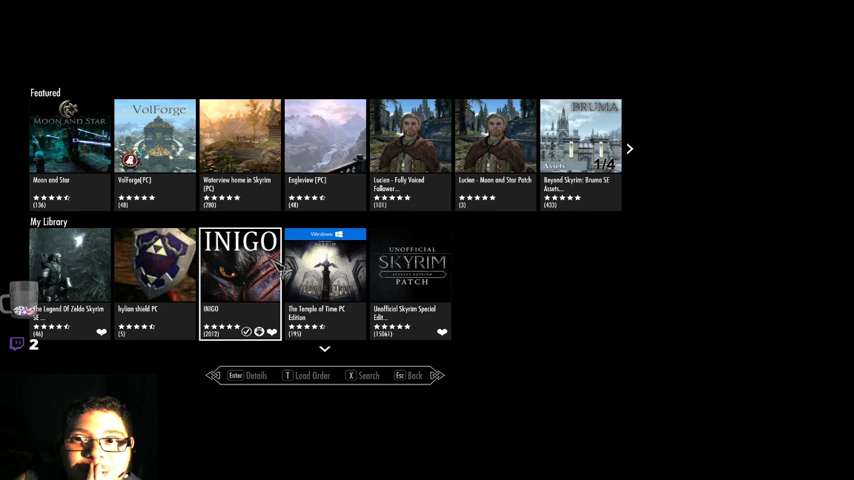 Featured
MOON AND STAR
VOLFORGE
BRUMA
Assets
1/4
Moon and Star
(136)
VolForge(PC)
(48)
Waterview home in Skyrim
(PC)
(280)
Eagleview [PC]
(48)
Lucien - Fully Voiced
Follower...
(101)
Lucien - Moon and Star Patch
(3)
Beyond Skyrim: Bruma SE
Assets...
(433)
My Library
INIGO
Windows
UNOFFICIAL
SKYRIM
SPECIAL EDITION
PATCH
The Legend Of Zelda Skyrim
SE ...
(46)
hylian shield PC
(5)
INIGO
(2012)
The Temple of Time PC
Edition
(195)
Unofficial Skyrim Special
Edit...
(15061)
2
Enter Details
T Load Order
X Search
Esc Back